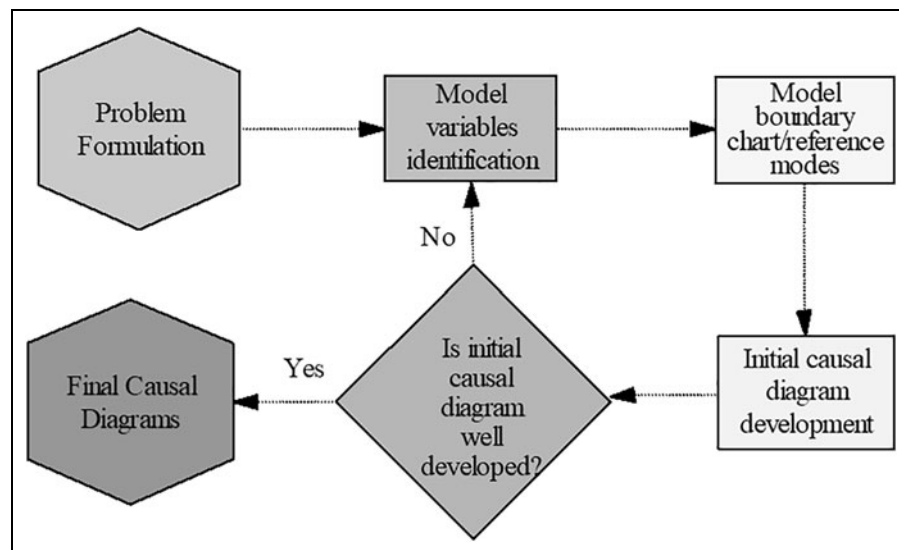 Problem
Formulation
Model
variables
identification
Model
boundary
chart/reference
modes
No
Yes
Is initial
causal
diagram
well
developed?
Initial causal
diagram
development
Final Causal
Diagrams